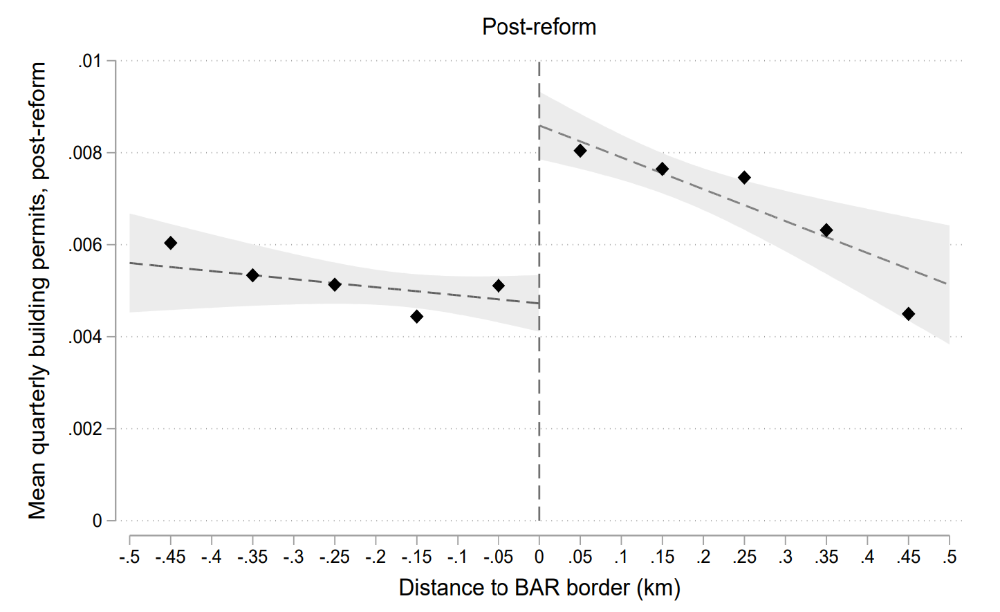 Post-reform
Mean quarterly building permits, post-reform
.01
.008
.006
.004
.002
0
-.5 -.45 -.4 -.35 -.3 -.25 -.2 -.15 -.1 -.05 0 .05 .1 .15 .2 .25 .3 .35 .4 .45 .5
Distance to BAR border (km)